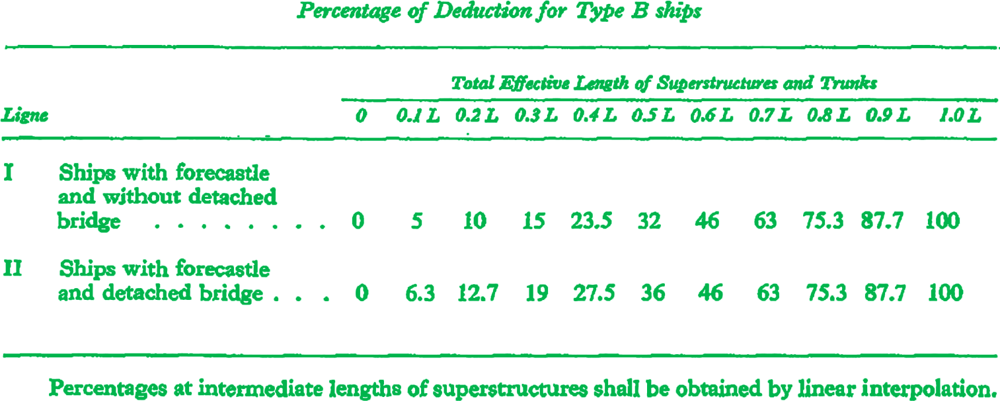 Percentage of Deduction for Type B ships
Total Effective Length of Superstructures and Trunks
Ligne 0 0.1 L 0.2 L 0.3 L 0.4 L 0.5 L 0.6 L 0.7 L 0.8 L 0.9 L 1.0 L
I Ships with forecastle
and without detached
bridge . . . . . . . . 0 5 10 15 23.5 32 46 63 75.3 87.7 100
II Ships with forecastle
and detached bridge . . . 0 6.3 12.7 19 27.5 36 46 63 75.3 87.7 100
Percentages at intermediate lengths of superstructures shall be obtained by linear interpolation.